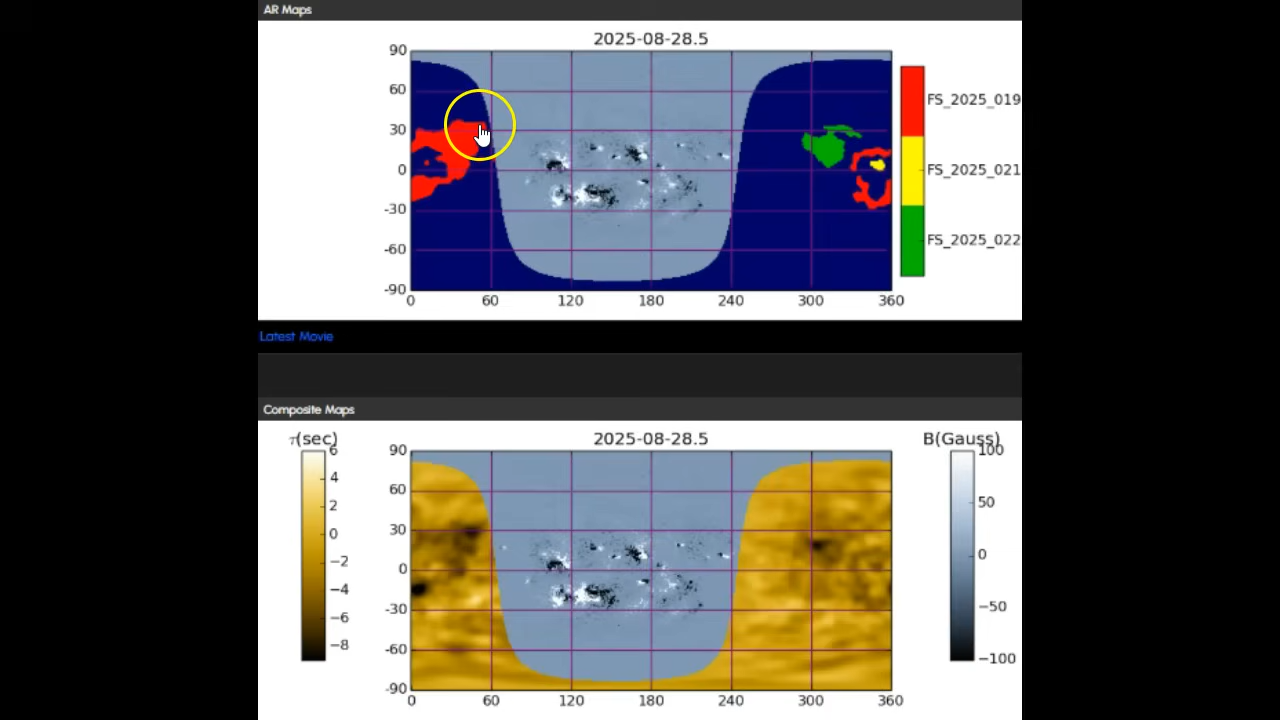 AR Maps
2025-08-28.5
90
60
30
0
-30
-60
-90
0 60 120 180 240 300 360
FS_2025_019
FS_2025_021
FS_2025_022
Latest Movie
Composite Maps
τ(sec)
2025-08-28.5
B(Gauss)
6
4
2
0
−2
−4
−6
−8
90
60
30
0
-30
-60
-90
0 60 120 180 240 300 360
100
50
0
−50
−100